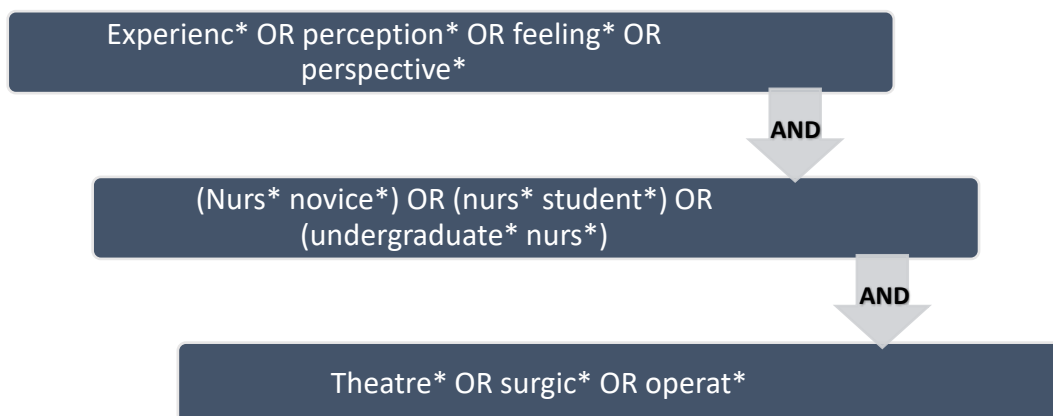 Experienc* OR perception* OR feeling* OR
perspective*
AND
(Nurs* novice*) OR (nurs* student*) OR
(undergraduate* nurs*)
AND
Theatre* OR surgic* OR operat*